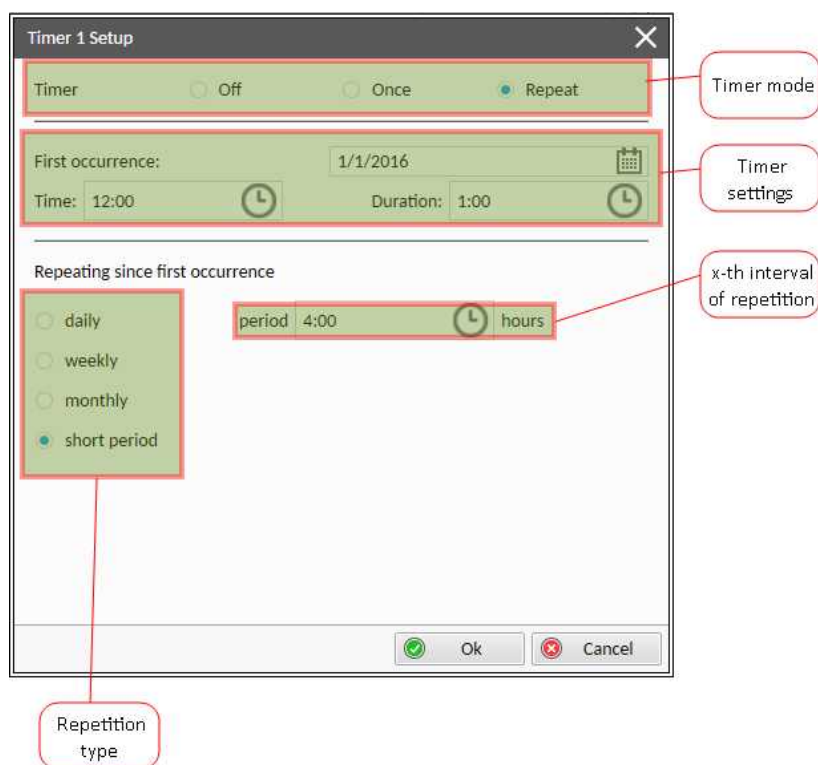 Timer 1 Setup
Timer Off Once Repeat
Timer mode
First occurrence: 1/1/2016
Time: 12:00 Duration: 1:00
Timer
settings
Repeating since first occurrence
x-th interval
of repetition
daily period 4:00 hours
weekly
monthly
short period
Ok Cancel
Repetition
type